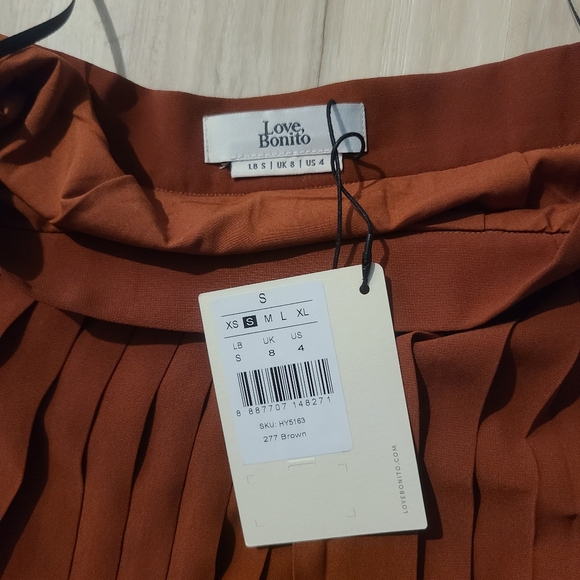 Love,
Bonito
LB S | UK 8 | US 4
S
XS S M L XL
LB UK US
S 8 4
8 887707 148271
SKU: HY5163
277 Brown
LOVEBONITO.COM